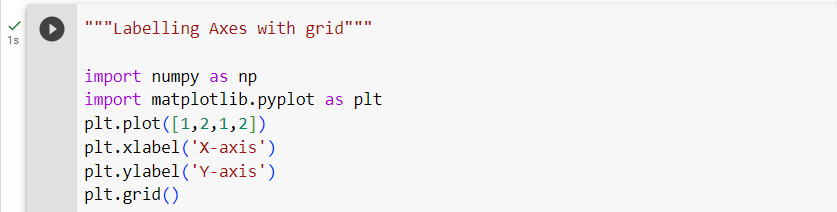 """Labelling Axes with grid"""
1s
import numpy as np
import matplotlib.pyplot as plt
plt.plot([1,2,1,2])
plt.xlabel('X-axis')
plt.ylabel('Y-axis')
plt.grid()